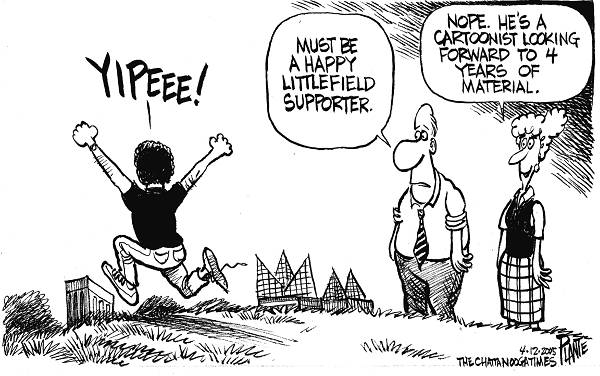 YIPEEE!
MUST BE
A HAPPY
LITTLEFIELD
SUPPORTER.
NOPE. HE'S A
CARTOONIST LOOKING
FORWARD TO 4
YEARS OF
MATERIAL.
4-12-2005
PLANTE
THE CHATTANOOGA TIMES